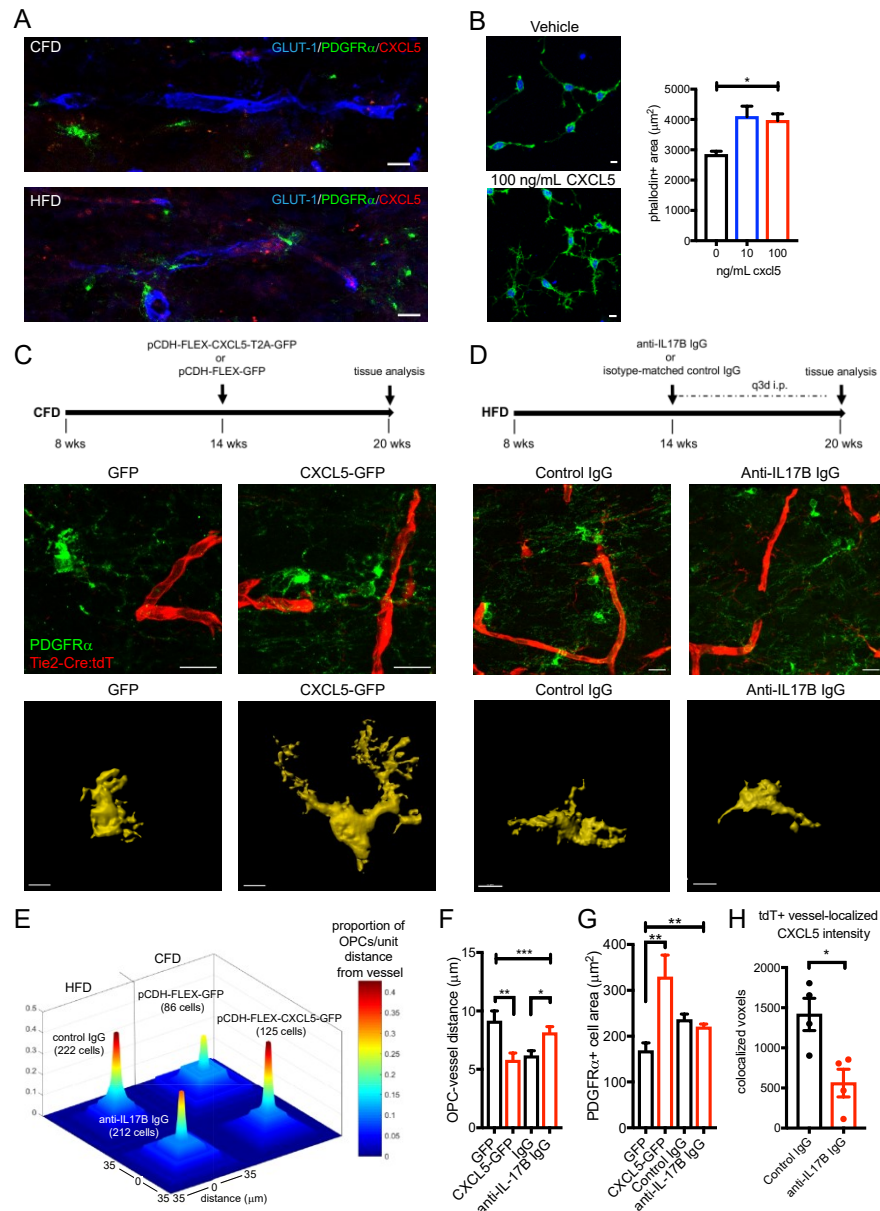 A
CFD
GLUT-1/PDGFRα/CXCL5
HFD
GLUT-1/PDGFRα/CXCL5
B
Vehicle
100 ng/mL CXCL5
*
phallodin+ area (μm²)
5000
4000
3000
2000
1000
0
0 10 100
ng/mL cxcl5
C
pCDH-FLEX-CXCL5-T2A-GFP
or
pCDH-FLEX-GFP
tissue analysis
CFD
8 wks 14 wks 20 wks
GFP CXCL5-GFP
PDGFRα
Tie2-Cre:tdT
GFP CXCL5-GFP
D
anti-IL17B IgG
or
isotype-matched control IgG
tissue analysis
q3d i.p.
HFD
8 wks 14 wks 20 wks
Control IgG Anti-IL17B IgG
Control IgG Anti-IL17B IgG
E
proportion of
OPCs/unit
distance
from vessel
CFD
HFD
pCDH-FLEX-GFP
(86 cells)
pCDH-FLEX-CXCL5-GFP
(125 cells)
control IgG
(222 cells)
anti-IL17B IgG
(212 cells)
0.5
0.4
0.3
0.2
0.1
0
0.4
0.35
0.3
0.25
0.2
0.15
0.1
0.05
0
35
0
35 35
0
35
distance (μm)
F
***
** *
OPC-vessel distance (μm)
15
10
5
0
GFP
CXCL5-GFP
IgG
anti-IL-17B IgG
G
**
**
PDGFRα+ cell area (μm²)
400
300
200
100
0
GFP
CXCL5-GFP
Control IgG
anti-IL-17B IgG
H
tdT+ vessel-localized
CXCL5 intensity
*
colocalized voxels
2000
1500
1000
500
0
Control IgG
anti-IL17B IgG